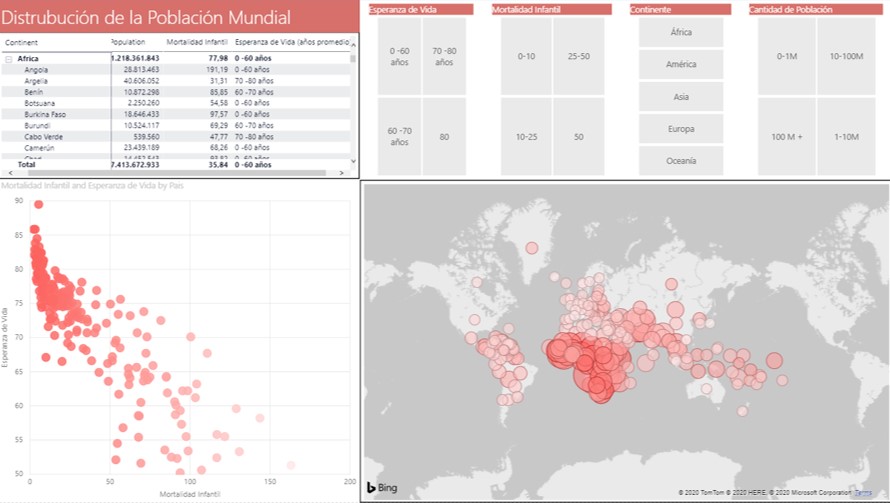 Distrubución de la Población Mundial
Continent Population Mortalidad Infantil Esperanza de Vida (años promedio
Africa 1.218.361.843 77,98 0 -60 años
Angola 28.813.463 191,19 0 -60 años
Argelia 40.606.052 31,31 70 -80 años
Benín 10.872.298 85,85 60 -70 años
Botsuana 2.250.260 54,58 0 -60 años
Burkina Faso 18.646.433 97,57 0 -60 años
Burundi 10.524.117 69,29 60 -70 años
Cabo Verde 539.560 47,77 70 -80 años
Camerún 23.439.189 68,26 0 -60 años
Total 7.413.672.933 35,84 0 -60 años
Esperanza de Vida
0 -60 años
70 -80 años
60 -70 años
80
Mortalidad Infantil
0-10
25-50
10-25
50
Continente
África
América
Asia
Europa
Oceanía
Cantidad de Población
0-1M
10-100M
100 M +
1-10M
Mortalidad Infantil and Esperanza de Vida by Pais
Esperanza de Vida
90
85
80
75
70
65
60
55
50
0 50 100 150 200
Mortalidad Infantil
Bing
© 2020 TomTom © 2020 HERE, © 2020 Microsoft Corporation Terms